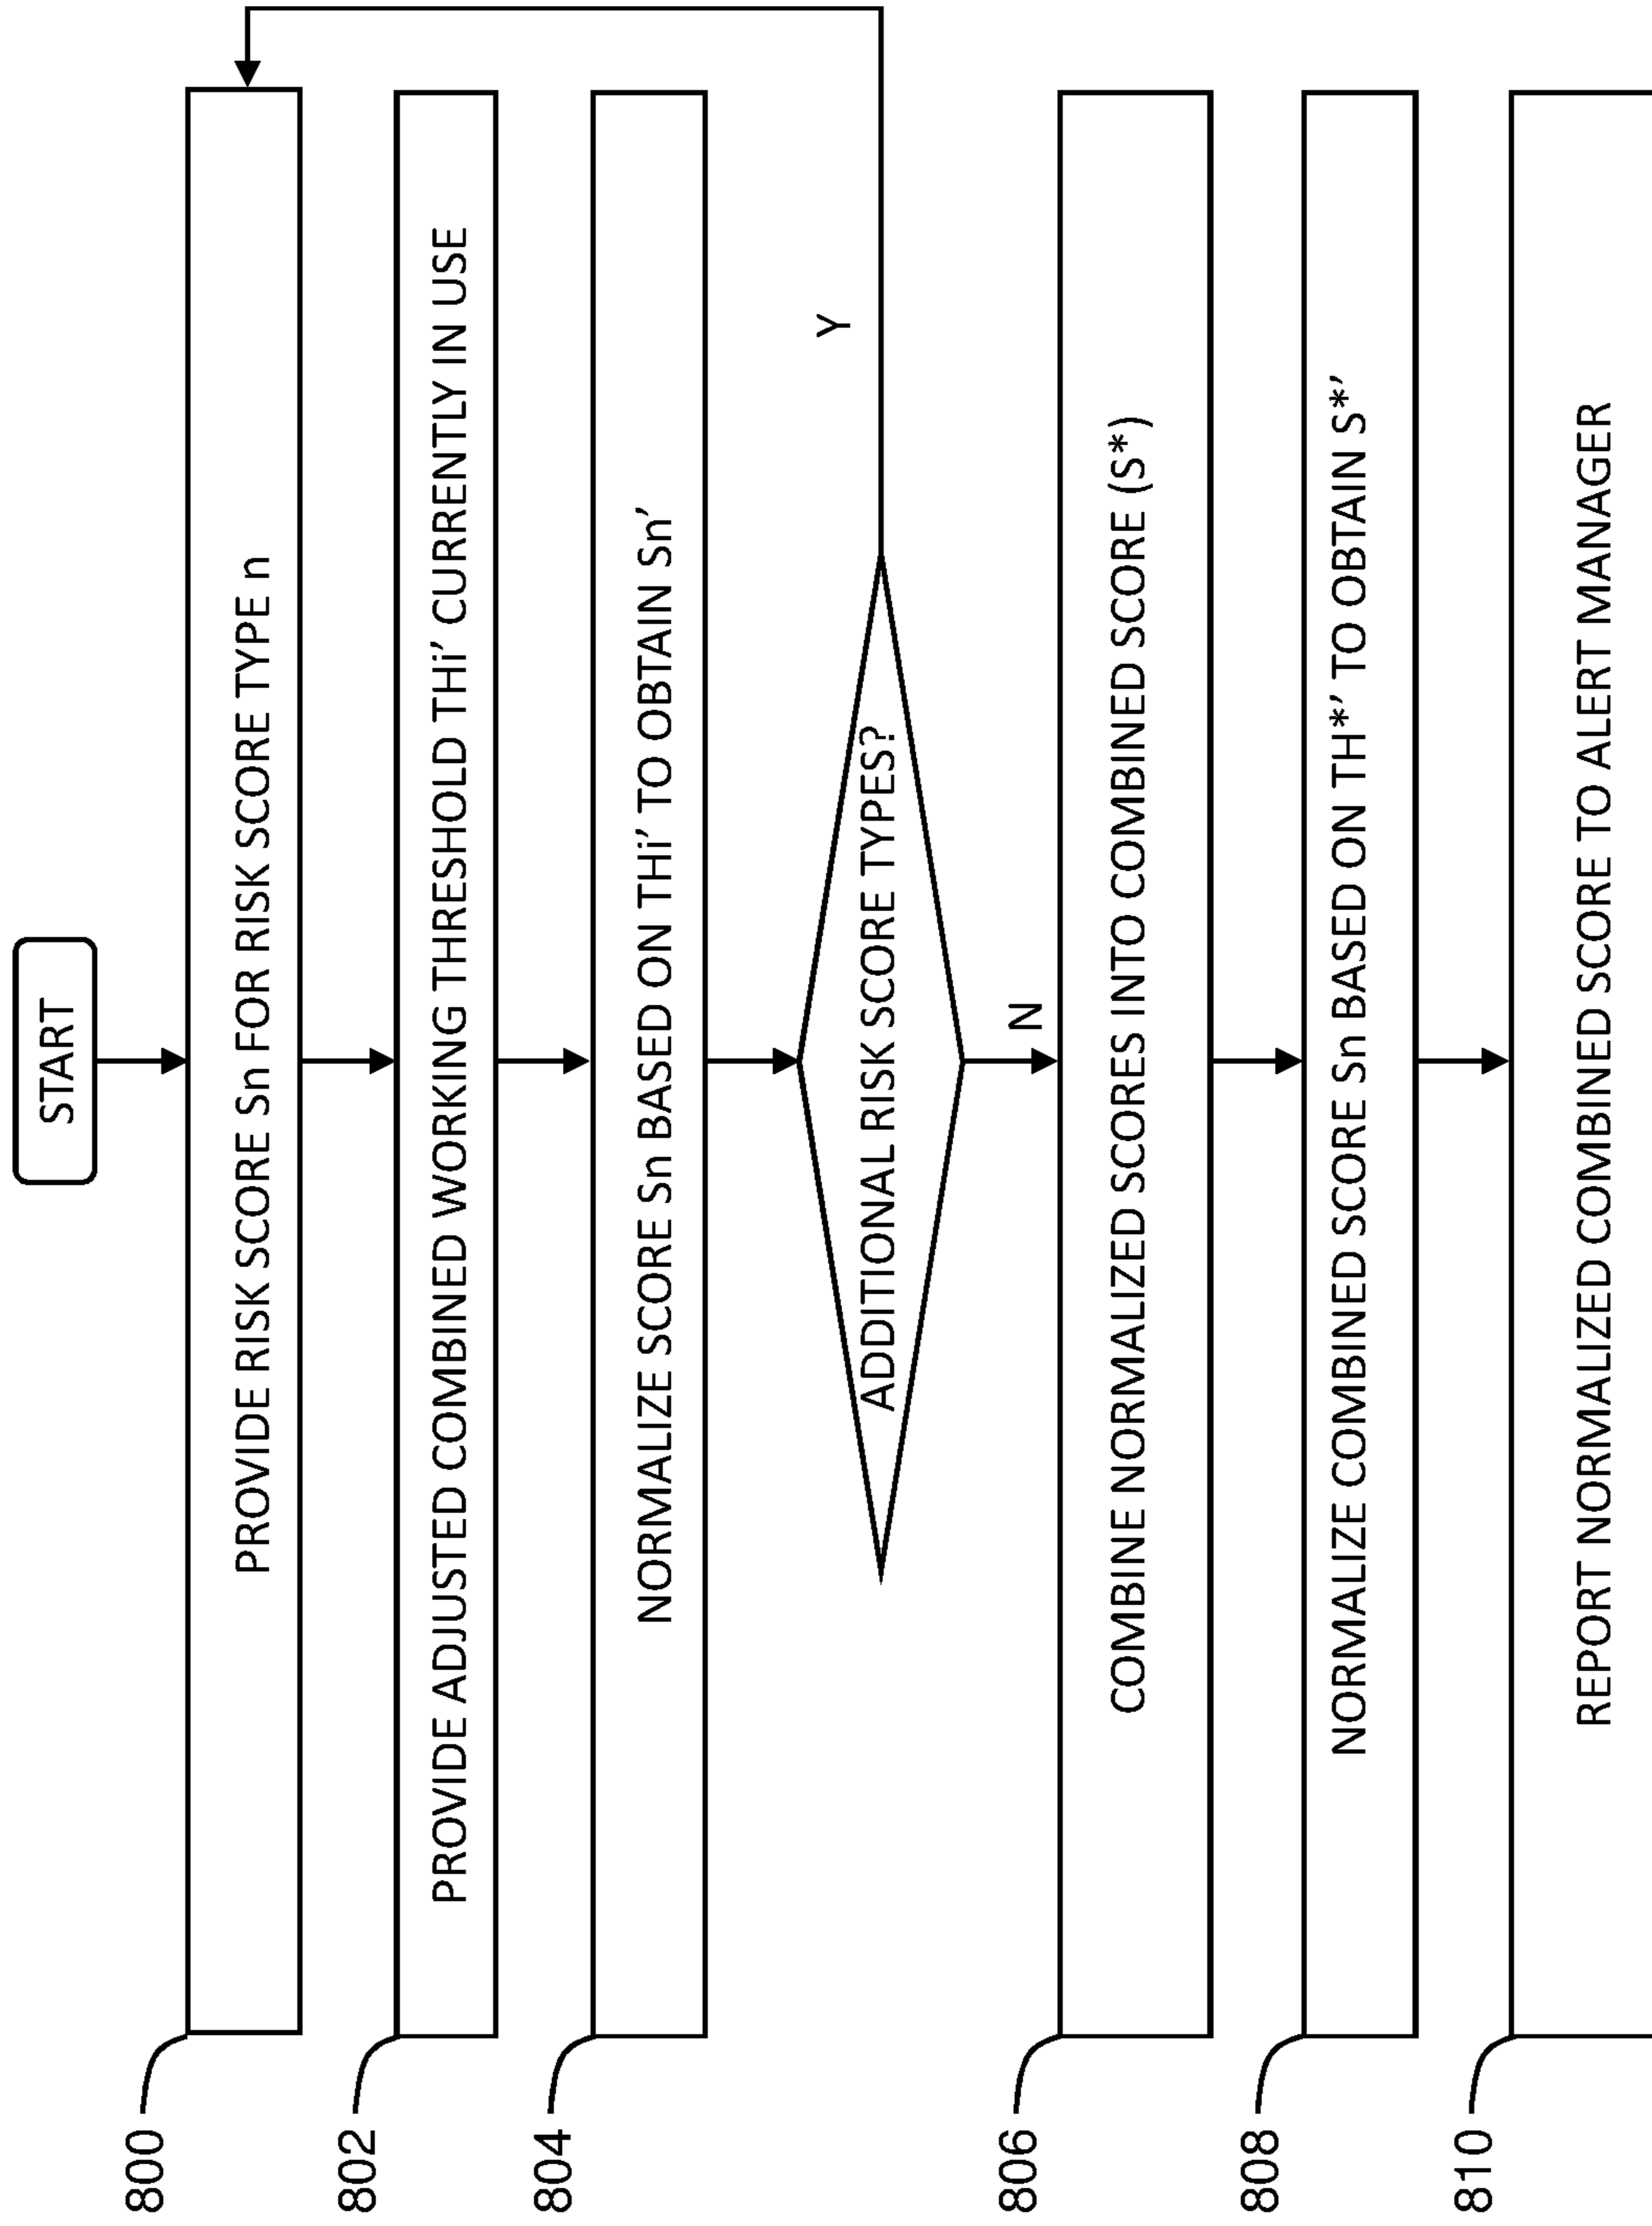 START
800
PROVIDE RISK SCORE Sn FOR RISK SCORE TYPE n
802
PROVIDE ADJUSTED COMBINED WORKING THRESHOLD THi’ CURRENTLY IN USE
804
NORMALIZE SCORE Sn BASED ON THi’ TO OBTAIN Sn’
ADDITIONAL RISK SCORE TYPES?
Y
N
806
COMBINE NORMALIZED SCORES INTO COMBINED SCORE (S*)
808
NORMALIZE COMBINED SCORE Sn BASED ON TH*’ TO OBTAIN S*’
810
REPORT NORMALIZED COMBINED SCORE TO ALERT MANAGER